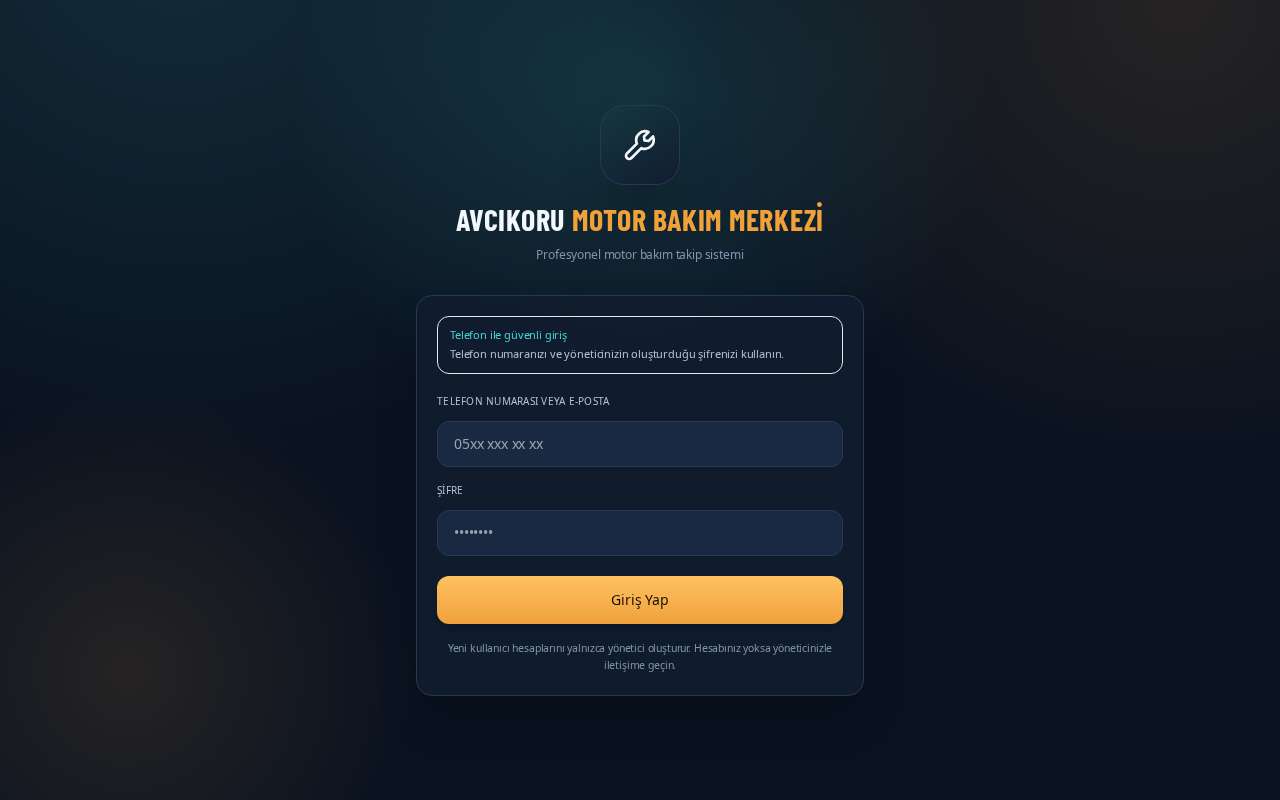 AVCIKORU MOTOR BAKIM MERKEZİ
Profesyonel motor bakım takip sistemi
Telefon ile güvenli giriş
Telefon numaranızı ve yöneticinizin oluşturduğu şifrenizi kullanın.
TELEFON NUMARASI VEYA E-POSTA
05xx xxx xx xx
ŞİFRE
••••••••
Giriş Yap
Yeni kullanıcı hesaplarını yalnızca yönetici oluşturur. Hesabınız yoksa yöneticinizle
iletişime geçin.